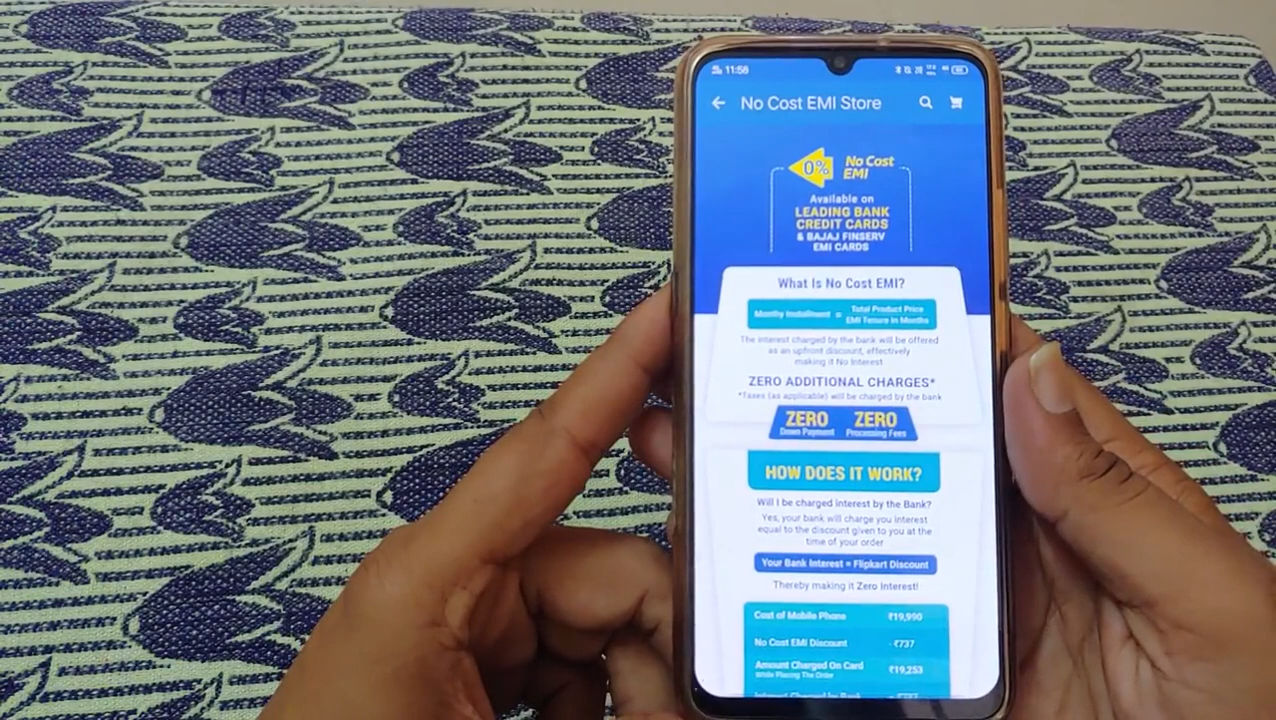 11:58
No Cost EMI Store
0% No Cost
EMI
Available on
LEADING BANK
CREDIT CARDS
& BAJAJ FINSERV
EMI CARDS
What Is No Cost EMI?
Monthy Installment = Total Product Price
EMI Tenure In Months
The interest charged by the bank will be offered
as an upfront discount, effectively
making it No Interest
ZERO ADDITIONAL CHARGES*
*Taxes (as applicable) will be charged by the bank
ZERO ZERO
Down Payment Processing Fees
HOW DOES IT WORK?
Will I be charged interest by the Bank?
Yes, your bank will charge you interest
equal to the discount given to you at the
time of your order
Your Bank Interest = Flipkart Discount
Thereby making it Zero Interest!
Cost of Mobile Phone ₹19,990
No Cost EMI Discount - ₹737
Amount Charged On Card ₹19,253
While Placing The Order
Interest Charged by Bank